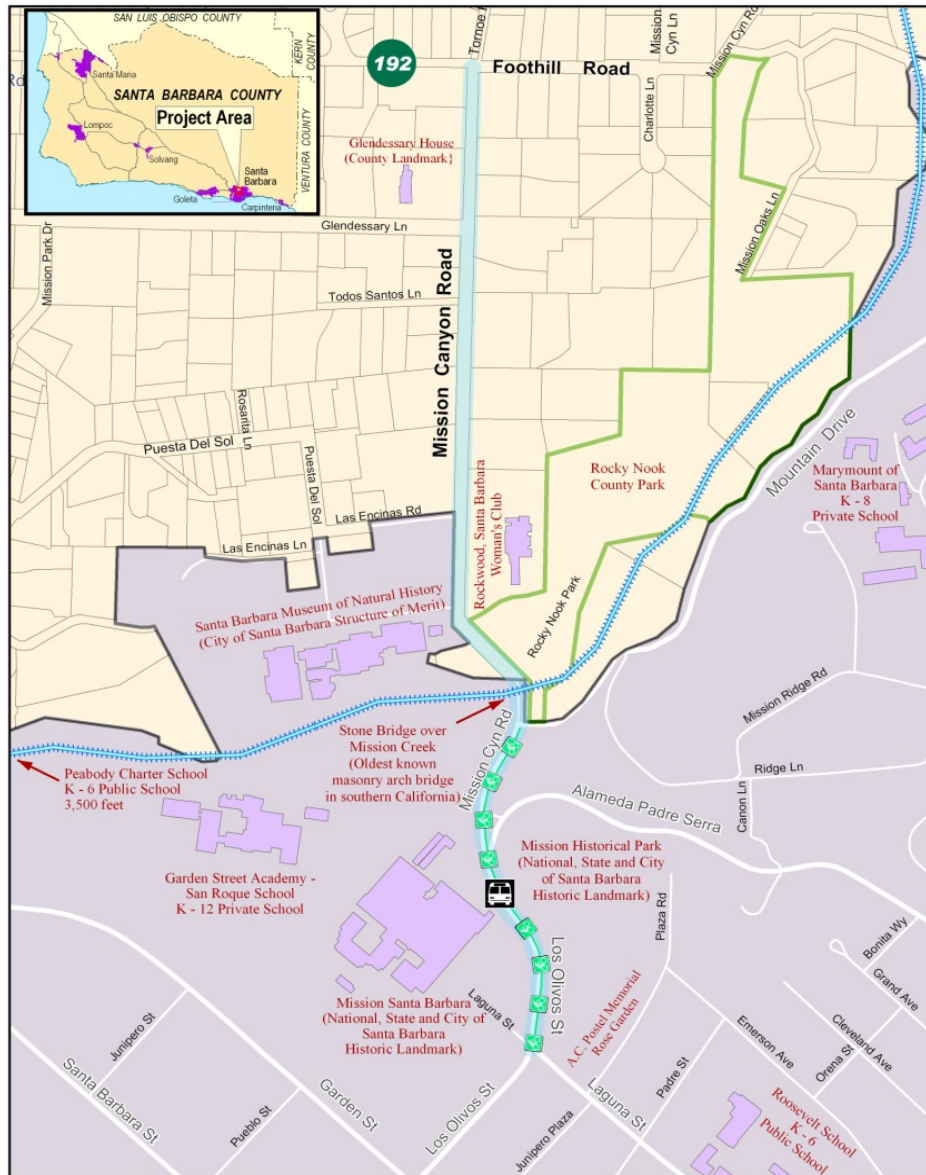 SAN LUIS OBISPO COUNTY
KERN
COUNTY
Santa Maria
SANTA BARBARA COUNTY
Project Area
VENTURA COUNTY
Lompoc
Solvang
Santa
Barbara
Goleta
Carpinteria
Rd
192
Foothill Road
Mission
Cyn Ln
Mission Cyn Rd
Charlotte Ln
Glendessary House
(County Landmark)
Glendessary Ln
Mission Park Dr
Todos Santos Ln
Mission Canyon Road
Mission Oaks Ln
Rosarita Ln
Puesta Del Sol
Puesta
Del Sol
Las Encinas Rd
Las Encinas Ln
Rockwood, Santa Barbara
Woman's Club
Rocky Nook
County Park
Mountain Drive
Marymount of
Santa Barbara
K - 8
Private School
Santa Barbara Museum of Natural History
(City of Santa Barbara Structure of Merit)
Rocky Nook Park
Stone Bridge over
Mission Creek
(Oldest known
masonry arch bridge
in southern California)
Mission Cyn Rd
Mission Ridge Rd
Ridge Ln
Canon Ln
Peabody Charter School
K - 6 Public School
3,500 feet
Alameda Padre Serra
Garden Street Academy -
San Roque School
K - 12 Private School
Mission Historical Park
(National, State and City
of Santa Barbara
Historic Landmark)
Plaza Rd
Bonita Wy
Grand Ave
Los Olivos St
Mission Santa Barbara
(National, State and City of
Santa Barbara
Historic Landmark)
Laguna St
A.C. Postel Memorial
Rose Garden
Emerson Ave
Cleveland Ave
Orena St
Junipero St
Santa Barbara St
Pueblo St
Garden St
Los Olivos St
Junipero Plaza
Padre St
Laguna St
Roosevelt School
K - 6
Public School